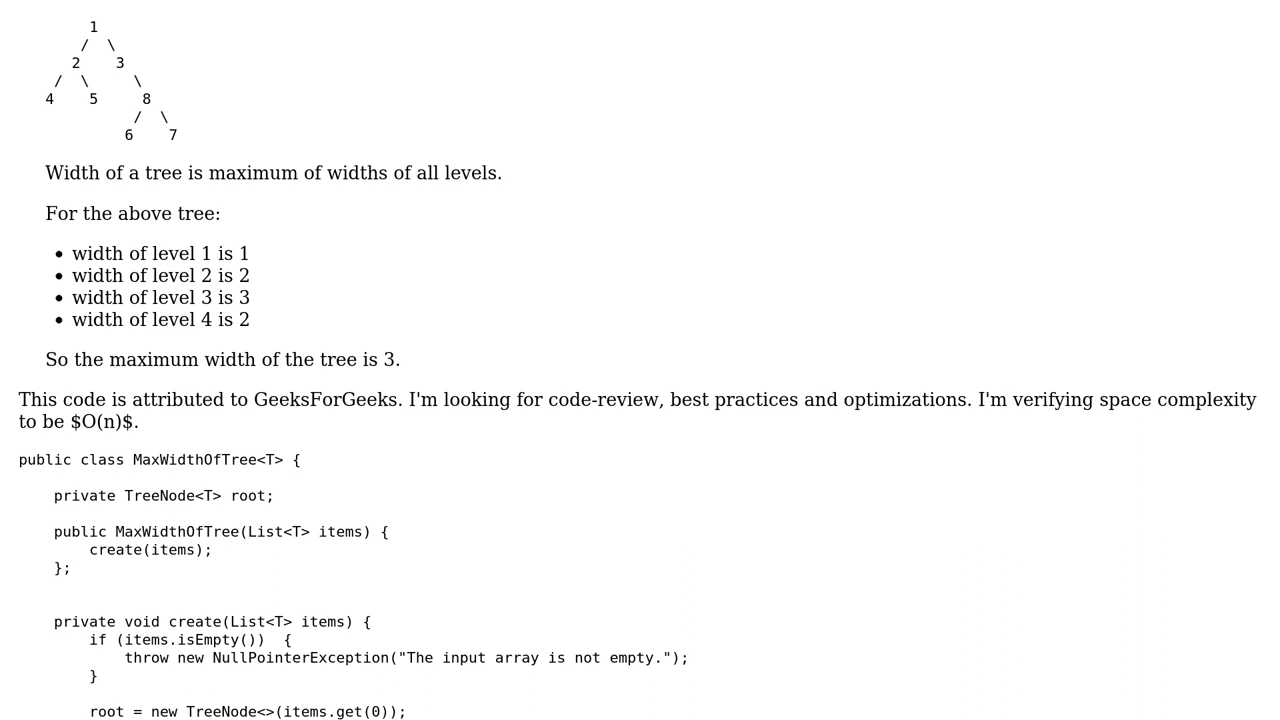 1
       /  \
      2    3
    /  \     \
   4    5     8
             /  \
            6    7
Width of a tree is maximum of widths of all levels.
For the above tree:
• width of level 1 is 1
• width of level 2 is 2
• width of level 3 is 3
• width of level 4 is 2
So the maximum width of the tree is 3.
This code is attributed to GeeksForGeeks. I'm looking for code-review, best practices and optimizations. I'm verifying space complexity
to be $O(n)$.
public class MaxWidthOfTree<T> {
    private TreeNode<T> root;
    public MaxWidthOfTree(List<T> items) {
        create(items);
    };
    private void create(List<T> items) {
        if (items.isEmpty())  {
            throw new NullPointerException("The input array is not empty.");
        }
        root = new TreeNode<>(items.get(0));